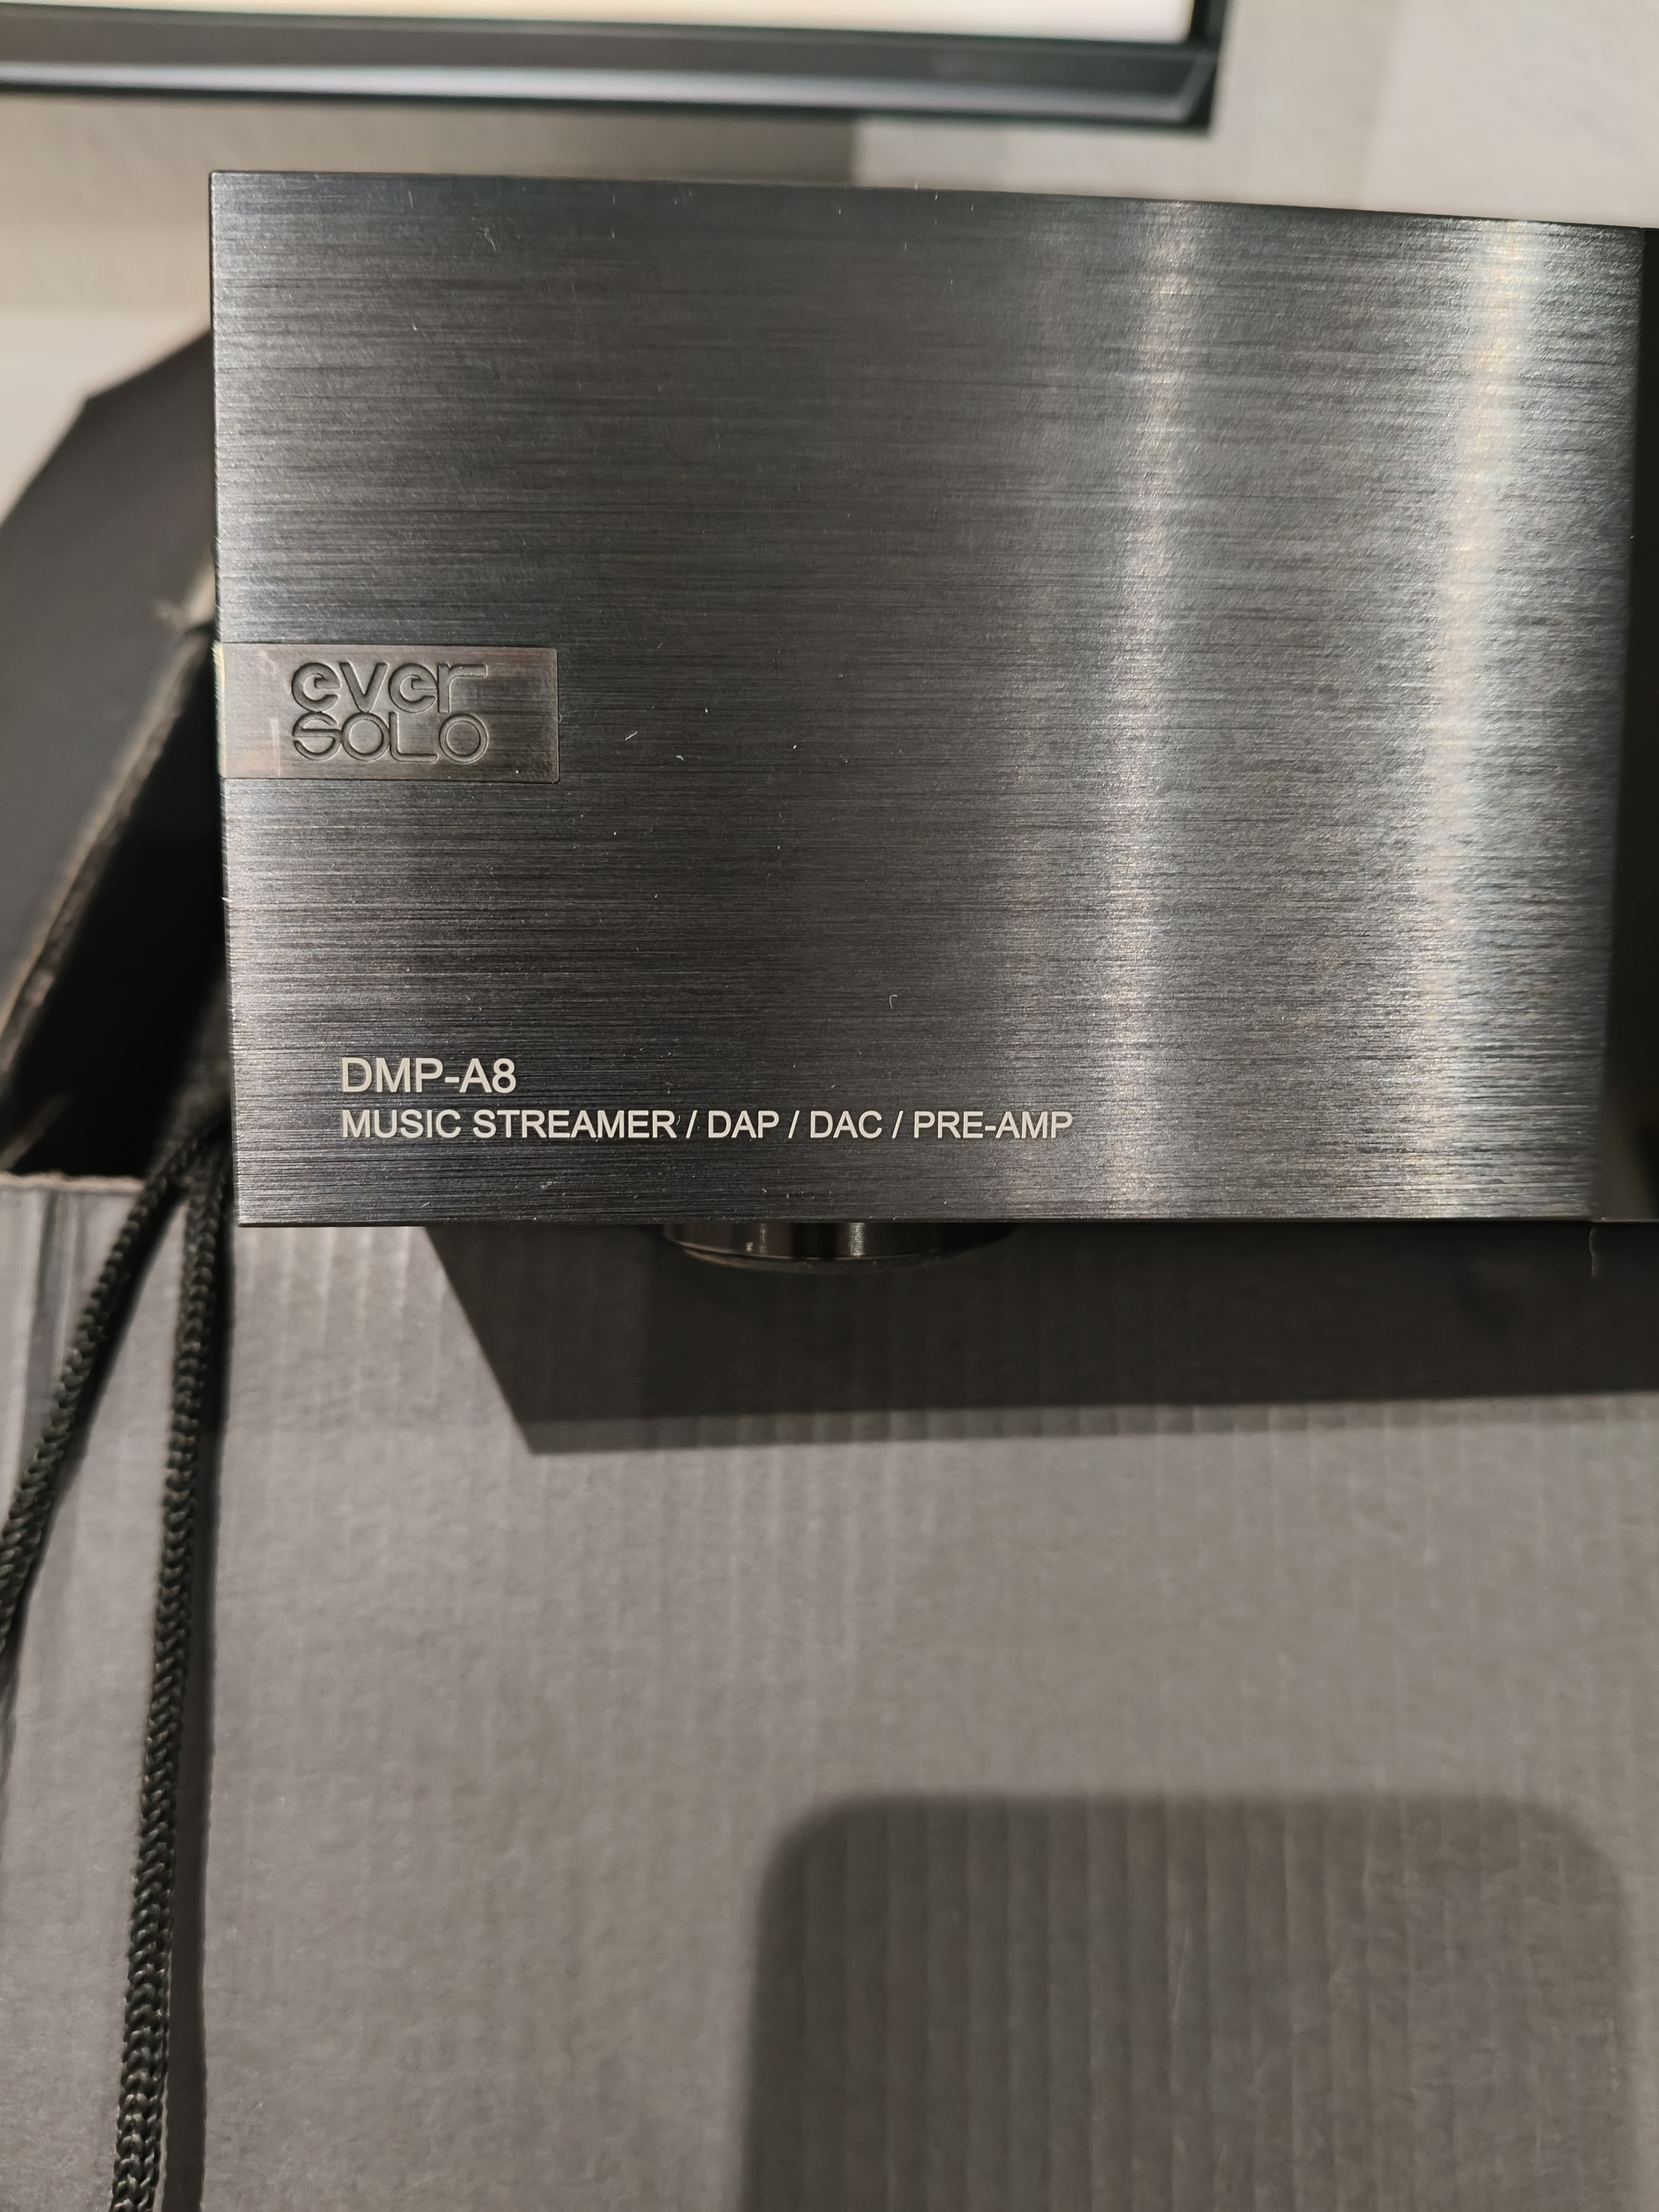 ever
SOLO
DMP-A8
MUSIC STREAMER / DAP / DAC / PRE-AMP